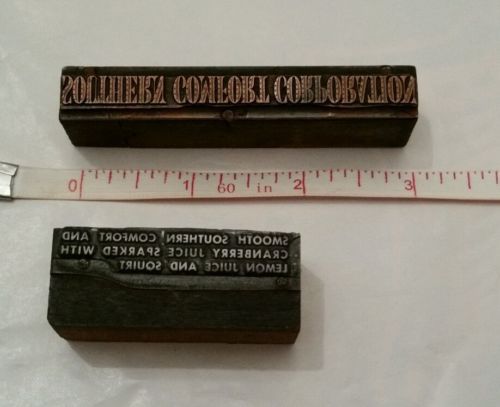 SOUTHERN COMFORT CORPORATION
0 1 60 in 2 3
SMOOTH SOUTHERN COMFORT AND
CRANBERRY JUICE SPARKED WITH
LEMON JUICE AND SQUIRT